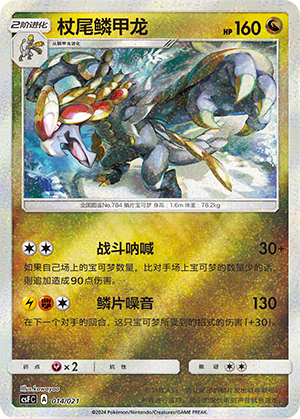 2阶进化
杖尾鳞甲龙
HP 160
从鳞甲龙进化
全国图鉴No.784 鳞片宝可梦 身高:1.6m 体重:78.2kg
战斗呐喊 30+
如果自己场上的宝可梦数量,比对手场上宝可梦的数量少的话,
则追加造成90点伤害。
鳞片噪音 130
在下一个对手的回合,这只宝可梦所受到的招式的伤害【+30】。
弱点 ×2 抵抗力 撤退
Illus.kawayoo
csFC A 014/021
©2024 Pokémon/Nintendo/Creatures/GAME FREAK.